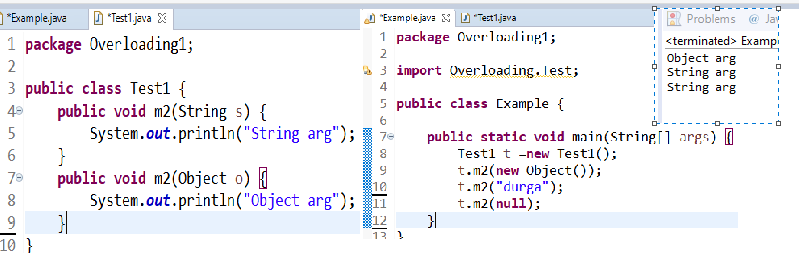 *Example.java *Test1.java
1 package Overloading1;
2
3 public class Test1 {
4 public void m2(String s) {
5 System.out.println("String arg");
6 }
7 public void m2(Object o) {
8 System.out.println("Object arg");
9 }
10 }
*Example.java *Test1.java
1 package Overloading1;
2
3 import Overloading.Test;
4
5 public class Example {
6
7 public static void main(String[] args) {
8 Test1 t =new Test1();
9 t.m2(new Object());
10 t.m2("durga");
11 t.m2(null);
12 }
13 }
Problems @ Jav
<terminated> Examp
Object arg
String arg
String arg